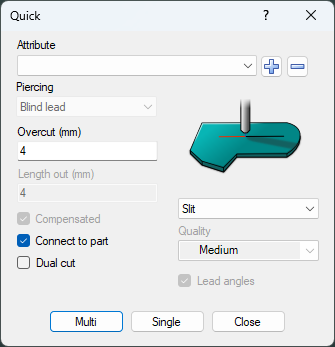 Quick
?
Attribute
Piercing
Blind lead
Overcut (mm)
4
Length out (mm)
4
Slit
Compensated
Quality
Connect to part
Medium
Dual cut
Lead angles
Multi
Single
Close